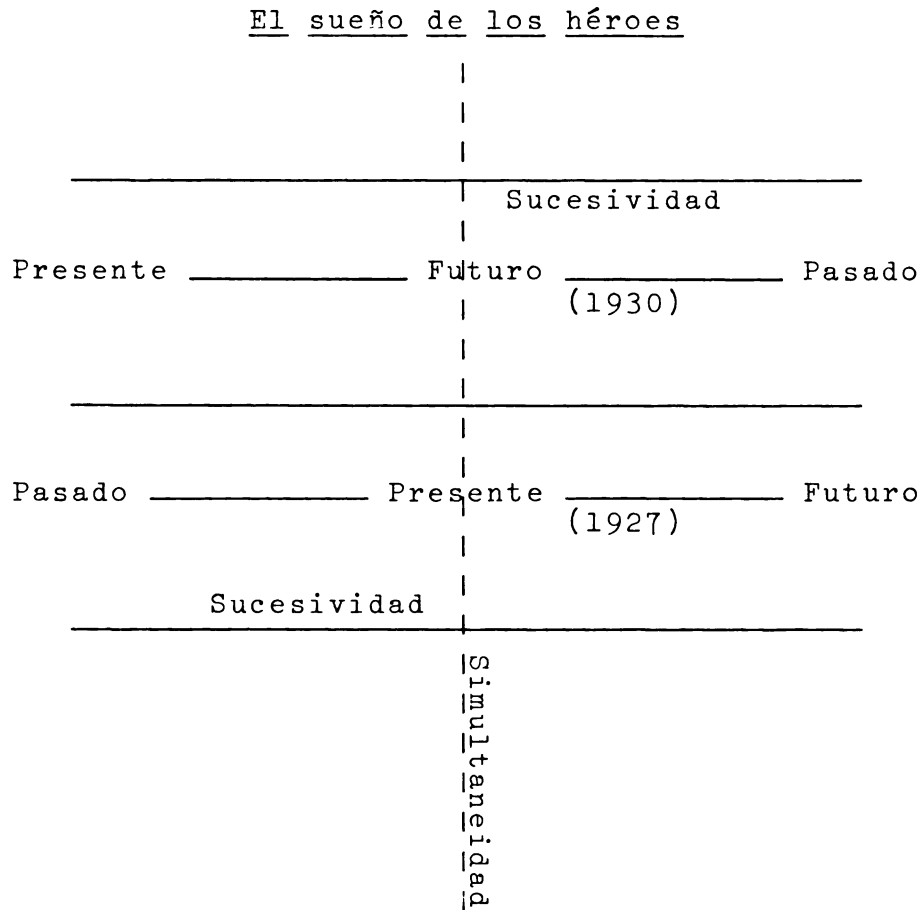 El sueño de los héroes
Sucesividad
Presente Futuro Pasado
(1930)
Pasado Presente Futuro
(1927)
Sucesividad
Simultaneidad